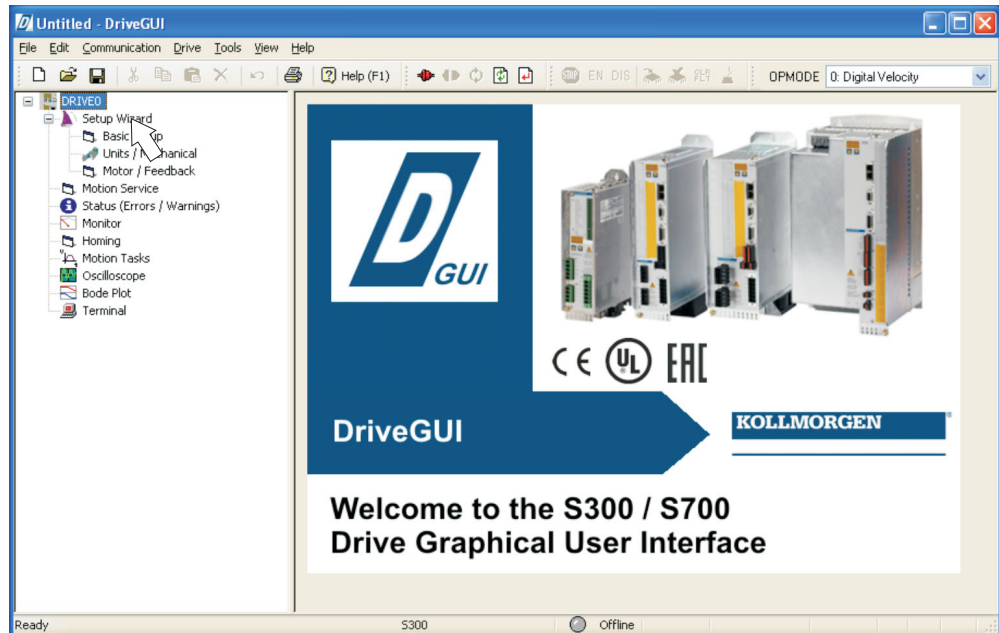 Untitled - DriveGUI
File Edit Communication Drive Tools View Help
Help (F1) STOP EN DIS OPMODE 0: Digital Velocity
DRIVE0
Setup Wizard
Basic
Units /
Motor / Feedback
Motion Service
Status (Errors / Warnings)
Monitor
Homing
Motion Tasks
Oscilloscope
Bode Plot
Terminal
D
GUI
CE UL EAC
DriveGUI
KOLLMORGEN®
Welcome to the S300 / S700
Drive Graphical User Interface
Ready S300 Offline